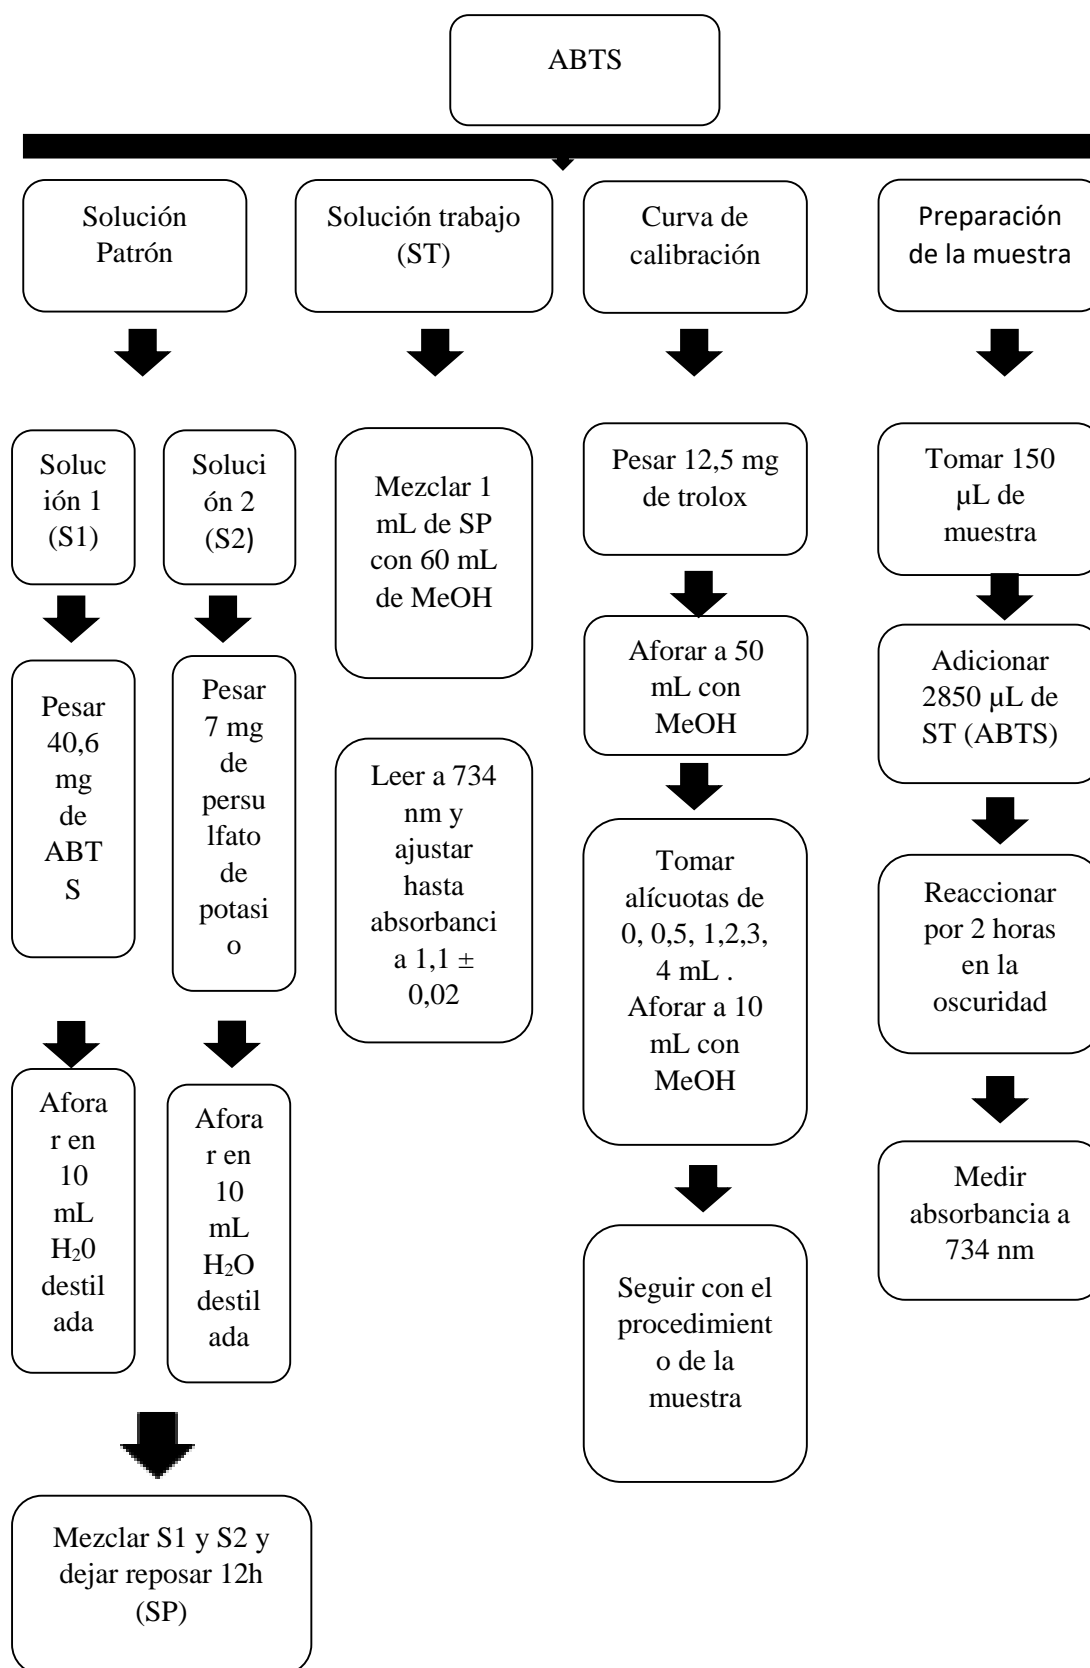 ABTS
Solución
Patrón
Solución trabajo
(ST)
Curva de
calibración
Preparación
de la muestra
Soluc
ión 1
(S1)
Soluci
ón 2
(S2)
Pesar
40,6
mg
de
ABT
S
Pesar
7 mg
de
persu
lfato
de
potasi
o
Afora
r en
10
mL
H₂0
destil
ada
Afora
r en
10
mL
H₂O
destil
ada
Mezclar S1 y S2 y
dejar reposar 12h
(SP)
Mezclar 1
mL de SP
con 60 mL
de MeOH
Leer a 734
nm y
ajustar
hasta
absorbanci
a 1,1 ±
0,02
Pesar 12,5 mg
de trolox
Aforar a 50
mL con
MeOH
Tomar
alícuotas de
0, 0,5, 1,2,3,
4 mL .
Aforar a 10
mL con
MeOH
Seguir con el
procedimient
o de la
muestra
Tomar 150
µL de
muestra
Adicionar
2850 µL de
ST (ABTS)
Reaccionar
por 2 horas
en la
oscuridad
Medir
absorbancia a
734 nm